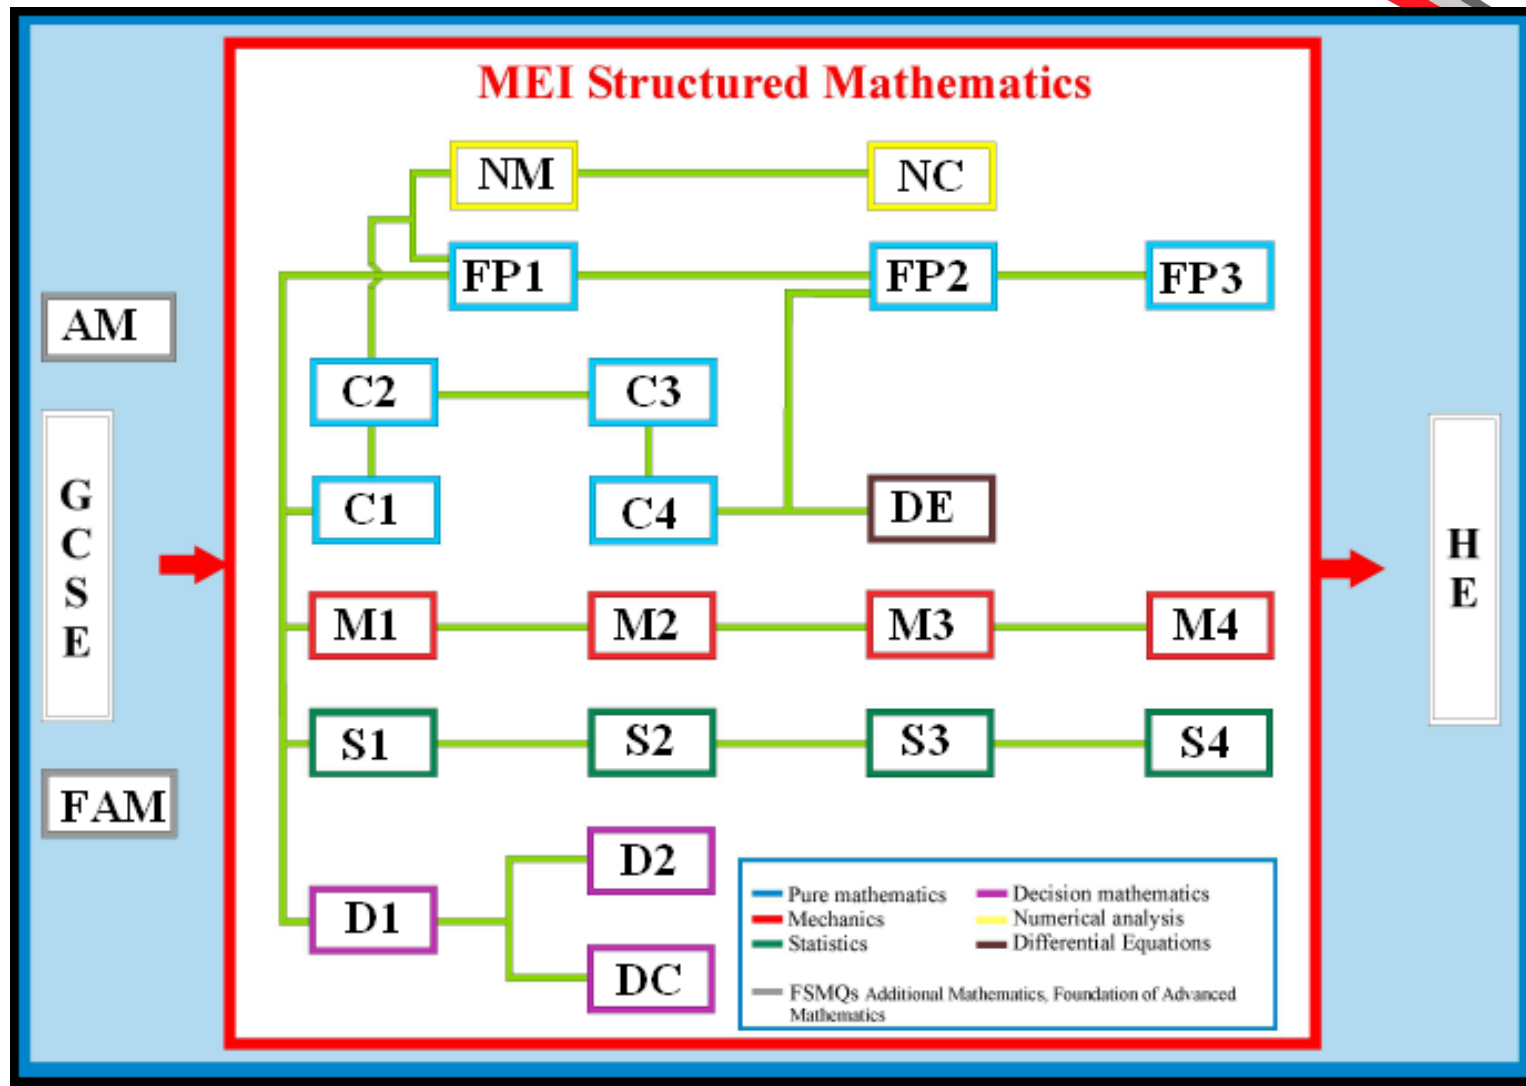 MEI Structured Mathematics
NM
NC
FP1
FP2
FP3
AM
C2
C3
G
C
S
E
C1
C4
DE
H
E
M1
M2
M3
M4
S1
S2
S3
S4
FAM
D2
D1
DC
Pure mathematics
Mechanics
Statistics
Decision mathematics
Numerical analysis
Differential Equations
FSMQs Additional Mathematics, Foundation of Advanced
Mathematics